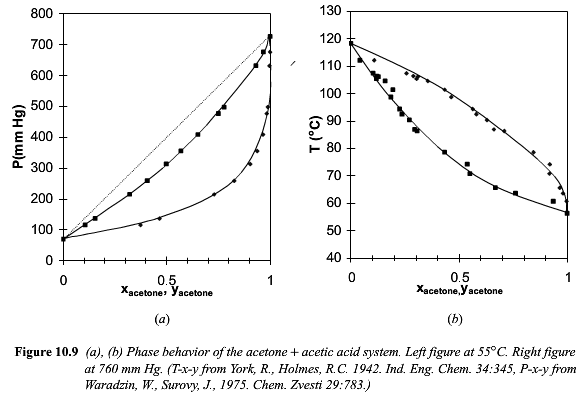 800
700
600
500
400
300
200
100
0
P(mm Hg)
0
0.5
1
xacetone, yacetone
(a)
130
120
110
100
90
80
70
60
50
40
T (°C)
0
0.5
1
xacetone,yacetone
(b)
Figure 10.9 (a), (b) Phase behavior of the acetone + acetic acid system. Left figure at 55°C. Right figure
at 760 mm Hg. (T-x-y from York, R., Holmes, R.C. 1942. Ind. Eng. Chem. 34:345, P-x-y from
Waradzin, W., Surovy, J., 1975. Chem. Zvesti 29:783.)